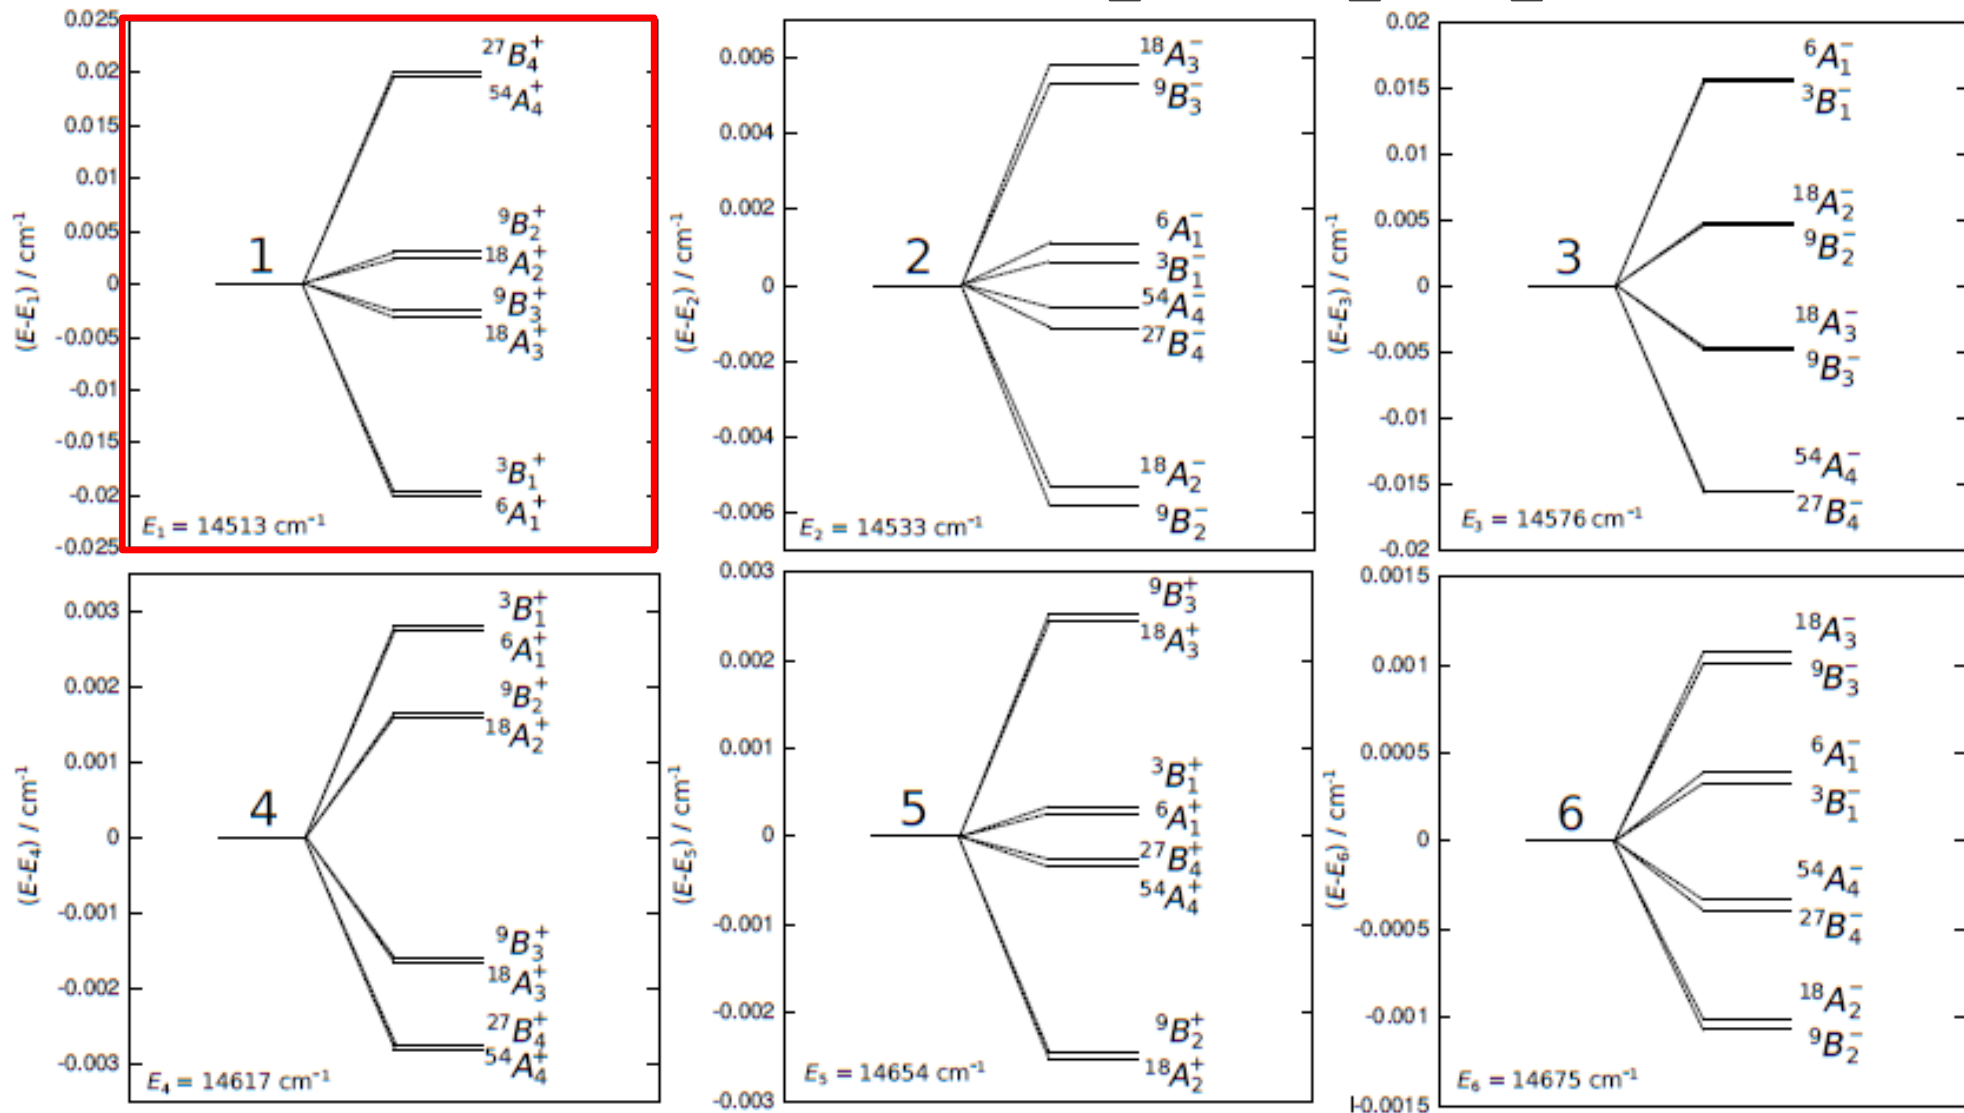 0.025
0.02
0.015
0.01
0.005
0
-0.005
-0.01
-0.015
-0.02
-0.025
(E-E₁) / cm⁻¹
1
²⁷B₄⁺
⁵⁴A₄⁺
⁹B₂⁺
¹⁸A₂⁺
⁹B₃⁺
¹⁸A₃⁺
³B₁⁺
⁶A₁⁺
E₁ = 14513 cm⁻¹
0.006
0.004
0.002
0
-0.002
-0.004
-0.006
(E-E₂) / cm⁻¹
2
¹⁸A₃⁻
⁹B₃⁻
⁶A₁⁻
³B₁⁻
⁵⁴A₄⁻
²⁷B₄⁻
¹⁸A₂⁻
⁹B₂⁻
E₂ = 14533 cm⁻¹
0.02
0.015
0.01
0.005
0
-0.005
-0.01
-0.015
-0.02
(E-E₃) / cm⁻¹
3
⁶A₁⁻
³B₁⁻
¹⁸A₂⁻
⁹B₂⁻
¹⁸A₃⁻
⁹B₃⁻
⁵⁴A₄⁻
²⁷B₄⁻
E₃ = 14576 cm⁻¹
0.003
0.002
0.001
0
-0.001
-0.002
-0.003
(E-E₄) / cm⁻¹
4
³B₁⁺
⁶A₁⁺
⁹B₂⁺
¹⁸A₂⁺
⁹B₃⁺
¹⁸A₃⁺
²⁷B₄⁺
⁵⁴A₄⁺
E₄ = 14617 cm⁻¹
0.003
0.002
0.001
0
-0.001
-0.002
-0.003
(E-E₅) / cm⁻¹
5
⁹B₃⁺
¹⁸A₃⁺
³B₁⁺
⁶A₁⁺
²⁷B₄⁺
⁵⁴A₄⁺
⁹B₂⁺
¹⁸A₂⁺
E₅ = 14654 cm⁻¹
0.0015
0.001
0.0005
0
-0.0005
-0.001
-0.0015
(E-E₆) / cm⁻¹
6
¹⁸A₃⁻
⁹B₃⁻
⁶A₁⁻
³B₁⁻
⁵⁴A₄⁻
²⁷B₄⁻
¹⁸A₂⁻
⁹B₂⁻
E₆ = 14675 cm⁻¹